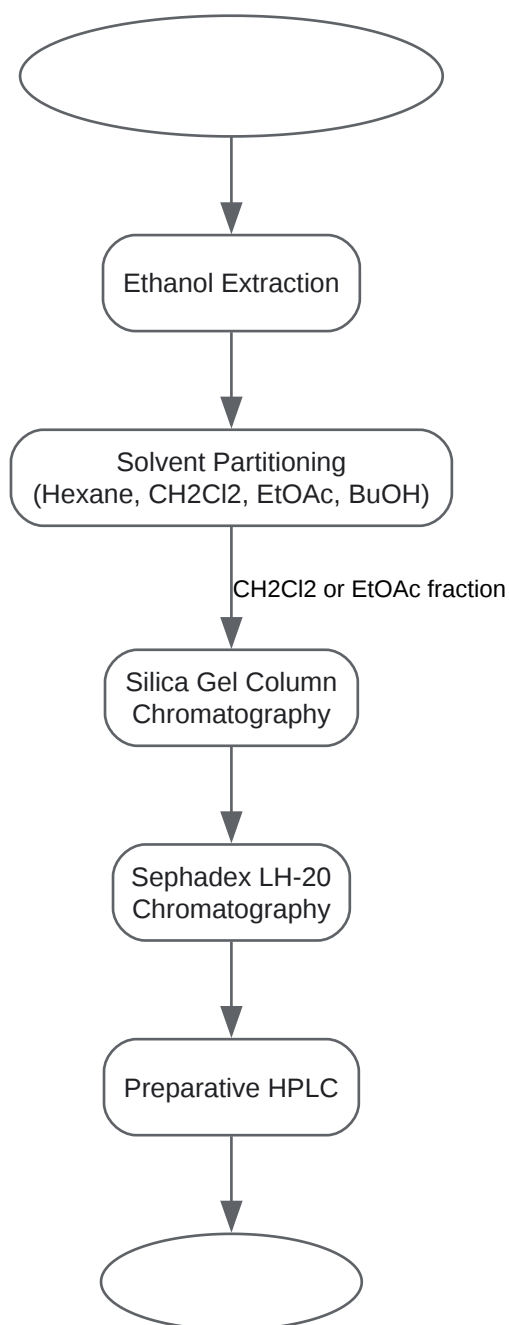 Ethanol Extraction
Solvent Partitioning
(Hexane, CH2Cl2, EtOAc, BuOH)
CH2Cl2 or EtOAc fraction
Silica Gel Column
Chromatography
Sephadex LH-20
Chromatography
Preparative HPLC